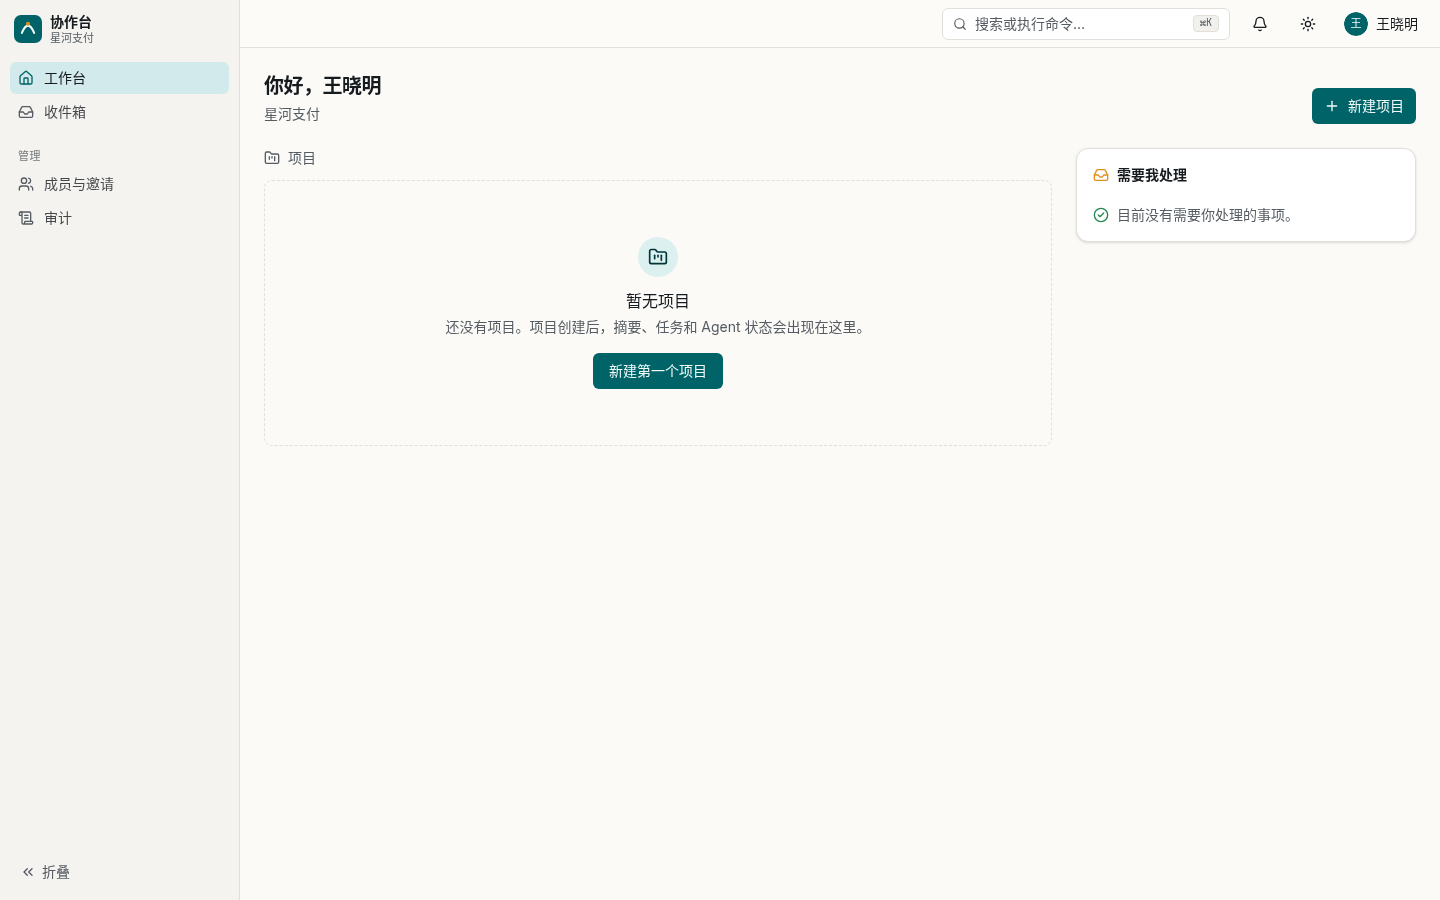 协作台
星河支付
工作台
收件箱
管理
成员与邀请
审计
折叠
搜索或执行命令...
⌘K
王
王晓明
你好，王晓明
星河支付
新建项目
项目
暂无项目
还没有项目。项目创建后，摘要、任务和 Agent 状态会出现在这里。
新建第一个项目
需要我处理
目前没有需要你处理的事项。